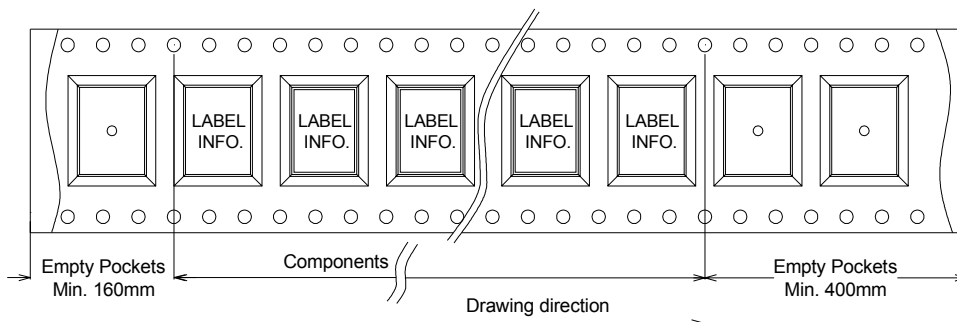 LABEL
INFO.
LABEL
INFO.
LABEL
INFO.
LABEL
INFO.
LABEL
INFO.
Empty Pockets
Min. 160mm
Components
Empty Pockets
Min. 400mm
Drawing direction